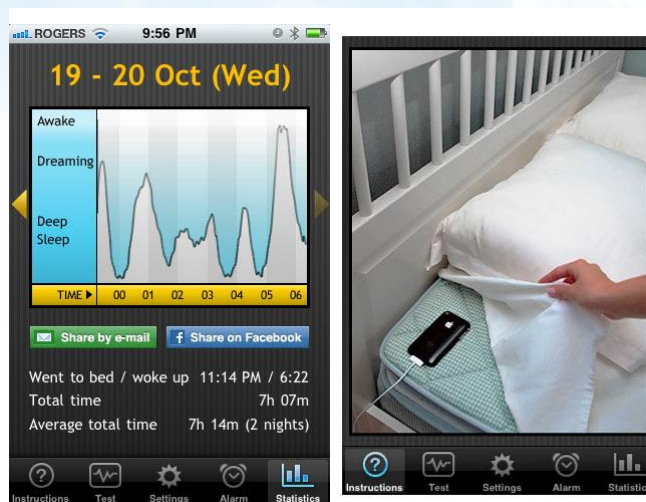 ROGERS 9:56 PM
19 - 20 Oct (Wed)
Awake
Dreaming
Deep
Sleep
TIME 00 01 02 03 04 05 06
Share by e-mail f Share on Facebook
Went to bed / woke up 11:14 PM / 6:22
Total time 7h 07m
Average total time 7h 14m (2 nights)
Instructions Test Settings Alarm Statistics
Instructions Test Settings Alarm Statistic